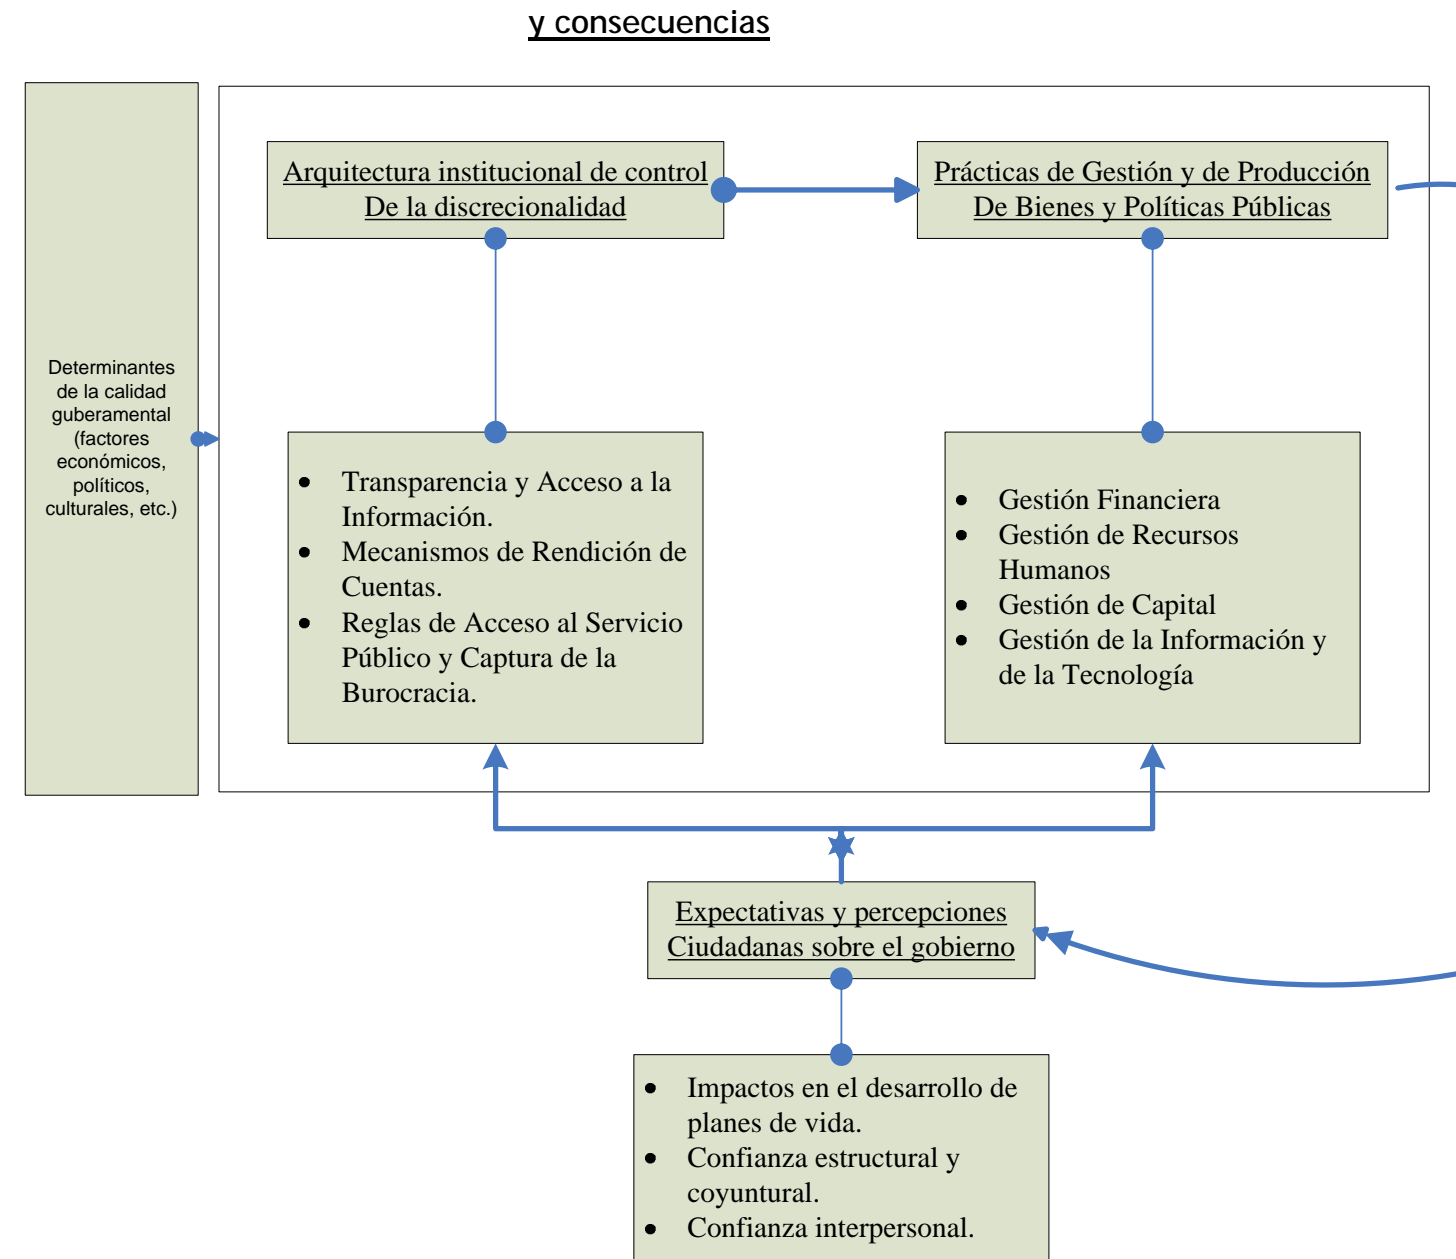 y consecuencias
Arquitectura institucional de control
De la discrecionalidad
Prácticas de Gestión y de Producción
De Bienes y Políticas Públicas
Determinantes
de la calidad
guberamental
(factores
económicos,
políticos,
culturales, etc.)
• Transparencia y Acceso a la
Información.
• Mecanismos de Rendición de
Cuentas.
• Reglas de Acceso al Servicio
Público y Captura de la
Burocracia.
• Gestión Financiera
• Gestión de Recursos
Humanos
• Gestión de Capital
• Gestión de la Información y
de la Tecnología
Expectativas y percepciones
Ciudadanas sobre el gobierno
• Impactos en el desarrollo de
planes de vida.
• Confianza estructural y
coyuntural.
• Confianza interpersonal.